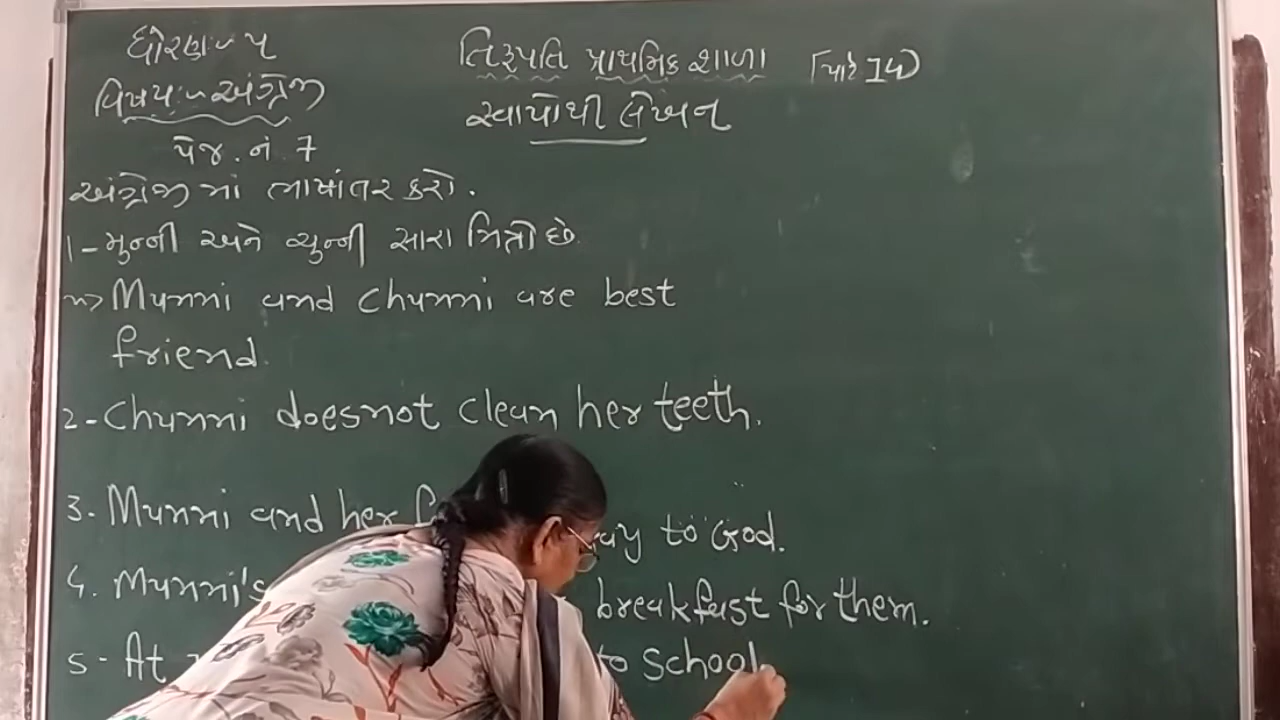 ધોરણ ~ ૫
તિરૂપતિ પ્રાથમિક શાળા
વિષય ~ અંગ્રેજી
સ્વાધ્યાયપોથી લેખન
પેજ. નં 7
અંગ્રેજીમાં ભાષાંતર કરો.
1 - મુન્ની અને ચુન્ની સારા મિત્રો છે
Munni and Chunni are best
friend.
2 - Chunni doesnot clean her teeth.
3. Munni and her to God.
4. Munni's breakfast for them.
5 - At to School